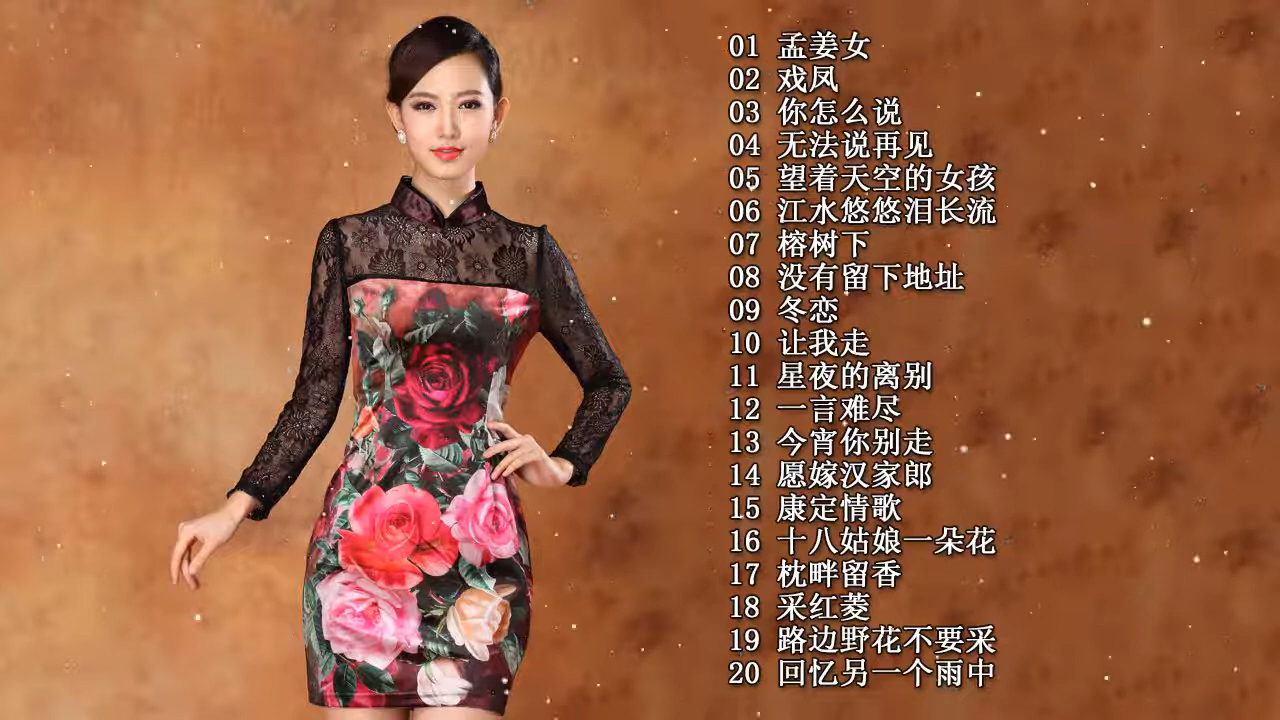 01 孟姜女
02 戏凤
03 你怎么说
04 无法说再见
05 望着天空的女孩
06 江水悠悠泪长流
07 榕树下
08 没有留下地址
09 冬恋
10 让我走
11 星夜的离别
12 一言难尽
13 今宵你别走
14 愿嫁汉家郎
15 康定情歌
16 十八姑娘一朵花
17 枕畔留香
18 采红菱
19 路边野花不要采
20 回忆另一个雨中